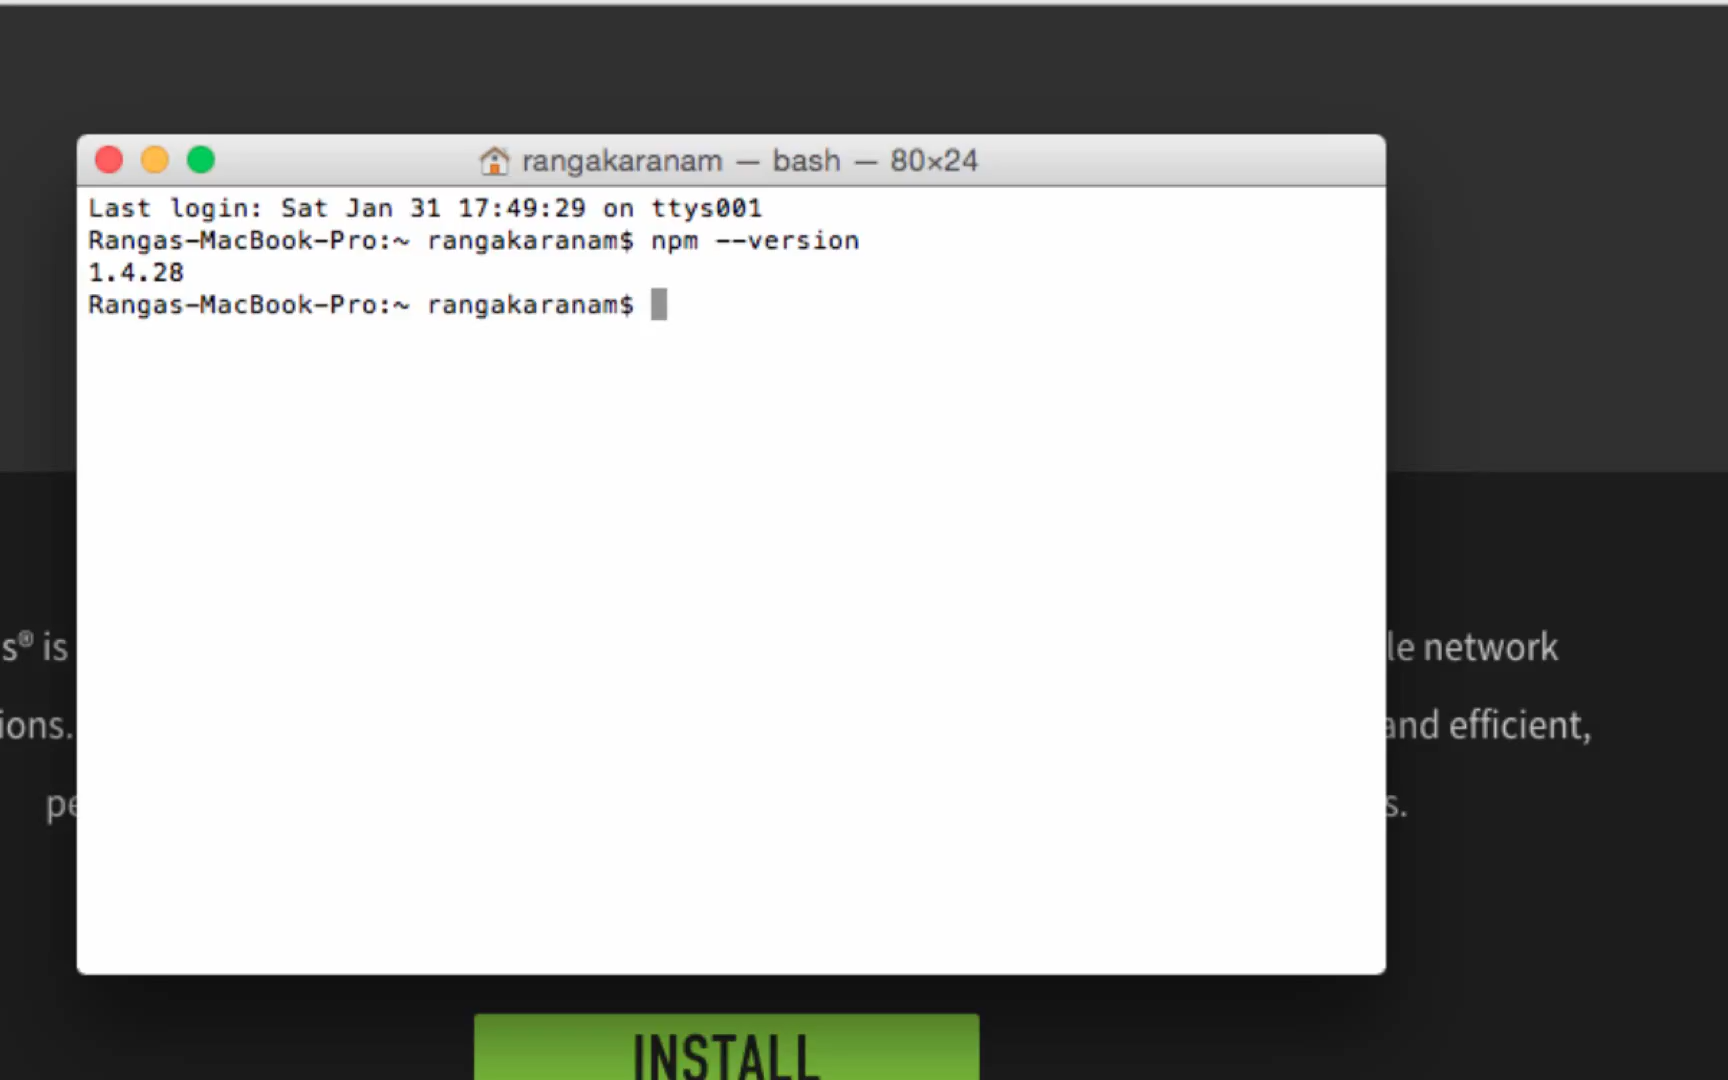 rangakaranam — bash — 80×24
Last login: Sat Jan 31 17:49:29 on ttys001
Rangas-MacBook-Pro:~ rangakaranam$ npm --version
1.4.28
Rangas-MacBook-Pro:~ rangakaranam$
s® is
le network
ions.
and efficient,
pe
s.
INSTALL